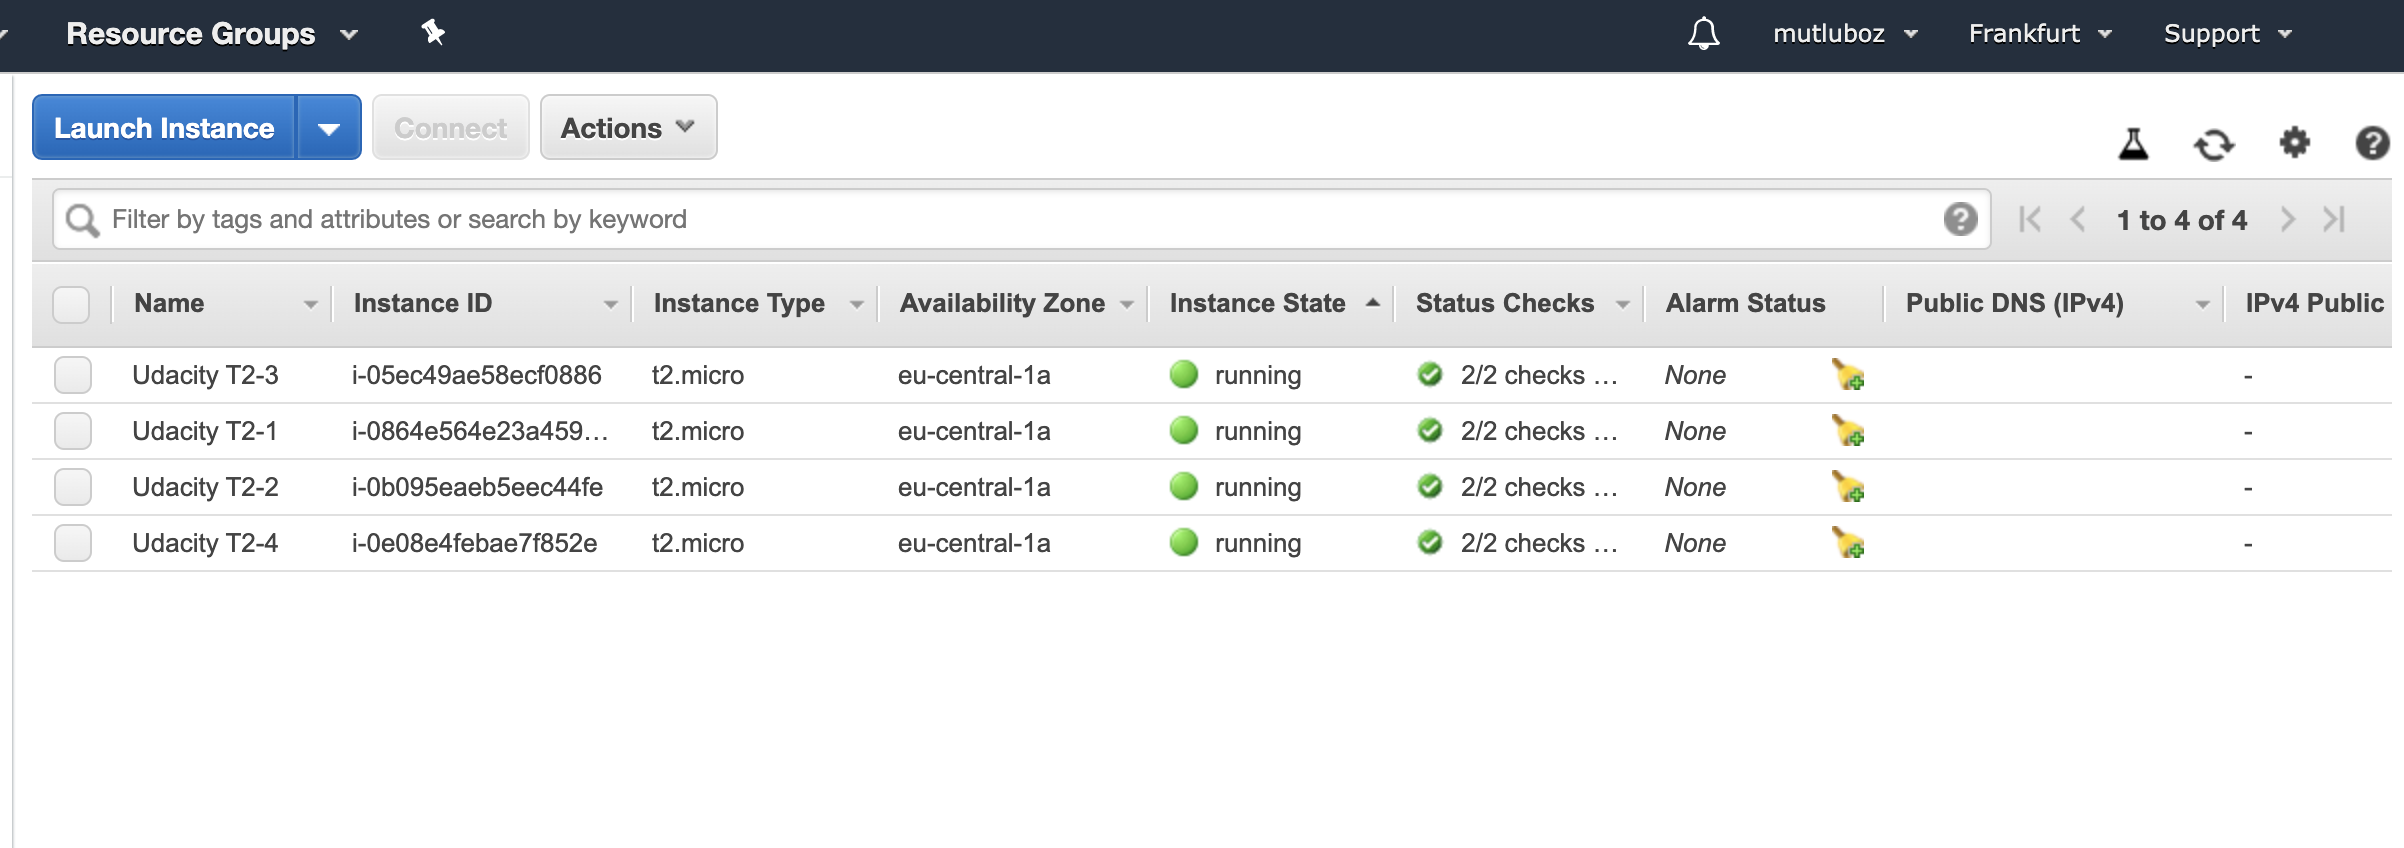 Resource Groups mutluboz Frankfurt Support
Launch Instance Connect Actions
Filter by tags and attributes or search by keyword 1 to 4 of 4
Name Instance ID Instance Type Availability Zone Instance State Status Checks Alarm Status Public DNS (IPv4) IPv4 Public
Udacity T2-3 i-05ec49ae58ecf0886 t2.micro eu-central-1a running 2/2 checks ... None -
Udacity T2-1 i-0864e564e23a459... t2.micro eu-central-1a running 2/2 checks ... None -
Udacity T2-2 i-0b095eaeb5eec44fe t2.micro eu-central-1a running 2/2 checks ... None -
Udacity T2-4 i-0e08e4febae7f852e t2.micro eu-central-1a running 2/2 checks ... None -